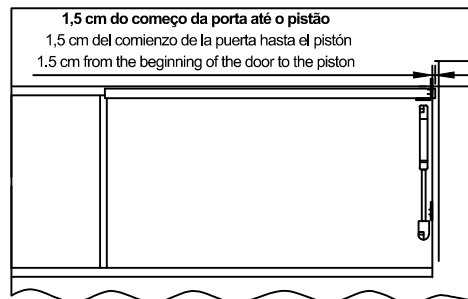 1,5 cm do começo da porta até o pistão
1,5 cm del comienzo de la puerta hasta el pistón
1.5 cm from the beginning of the door to the piston